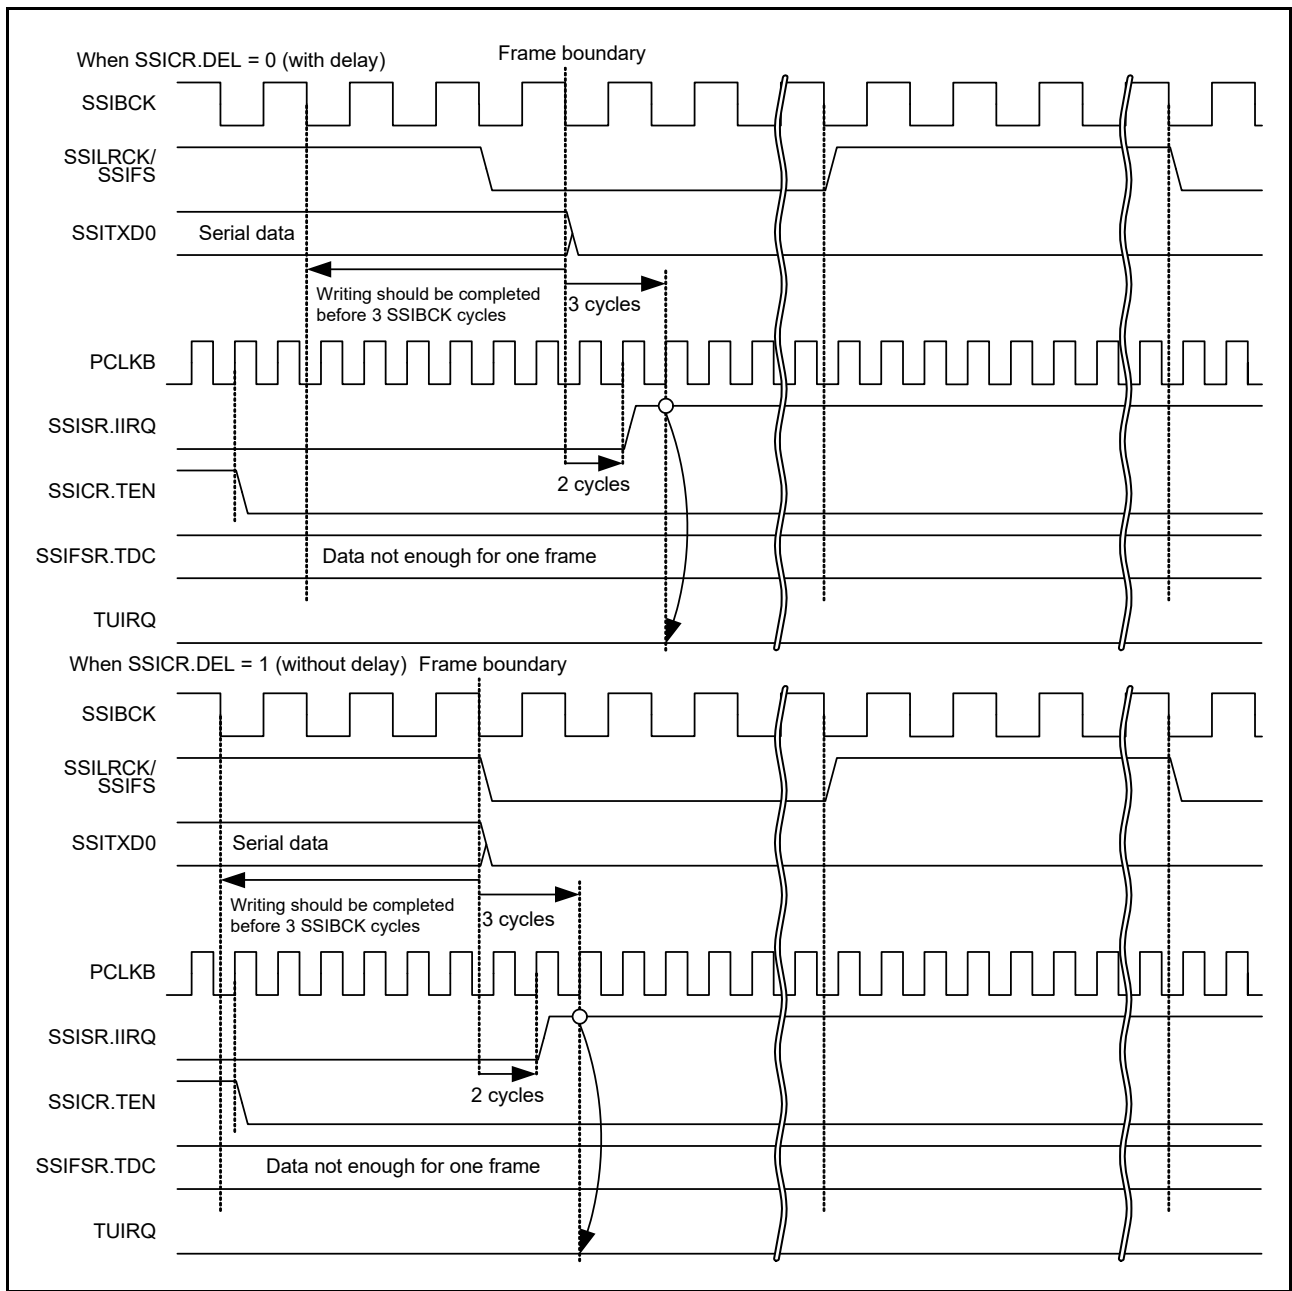 When SSICR.DEL = 0 (with delay)
Frame boundary
SSIBCK
SSILRCK/
SSIFS
SSITXD0
Serial data
Writing should be completed
before 3 SSIBCK cycles
3 cycles
PCLKB
SSISR.IIRQ
2 cycles
SSICR.TEN
SSIFSR.TDC
Data not enough for one frame
TUIRQ
When SSICR.DEL = 1 (without delay)
Frame boundary
SSIBCK
SSILRCK/
SSIFS
SSITXD0
Serial data
Writing should be completed
before 3 SSIBCK cycles
3 cycles
PCLKB
SSISR.IIRQ
2 cycles
SSICR.TEN
SSIFSR.TDC
Data not enough for one frame
TUIRQ